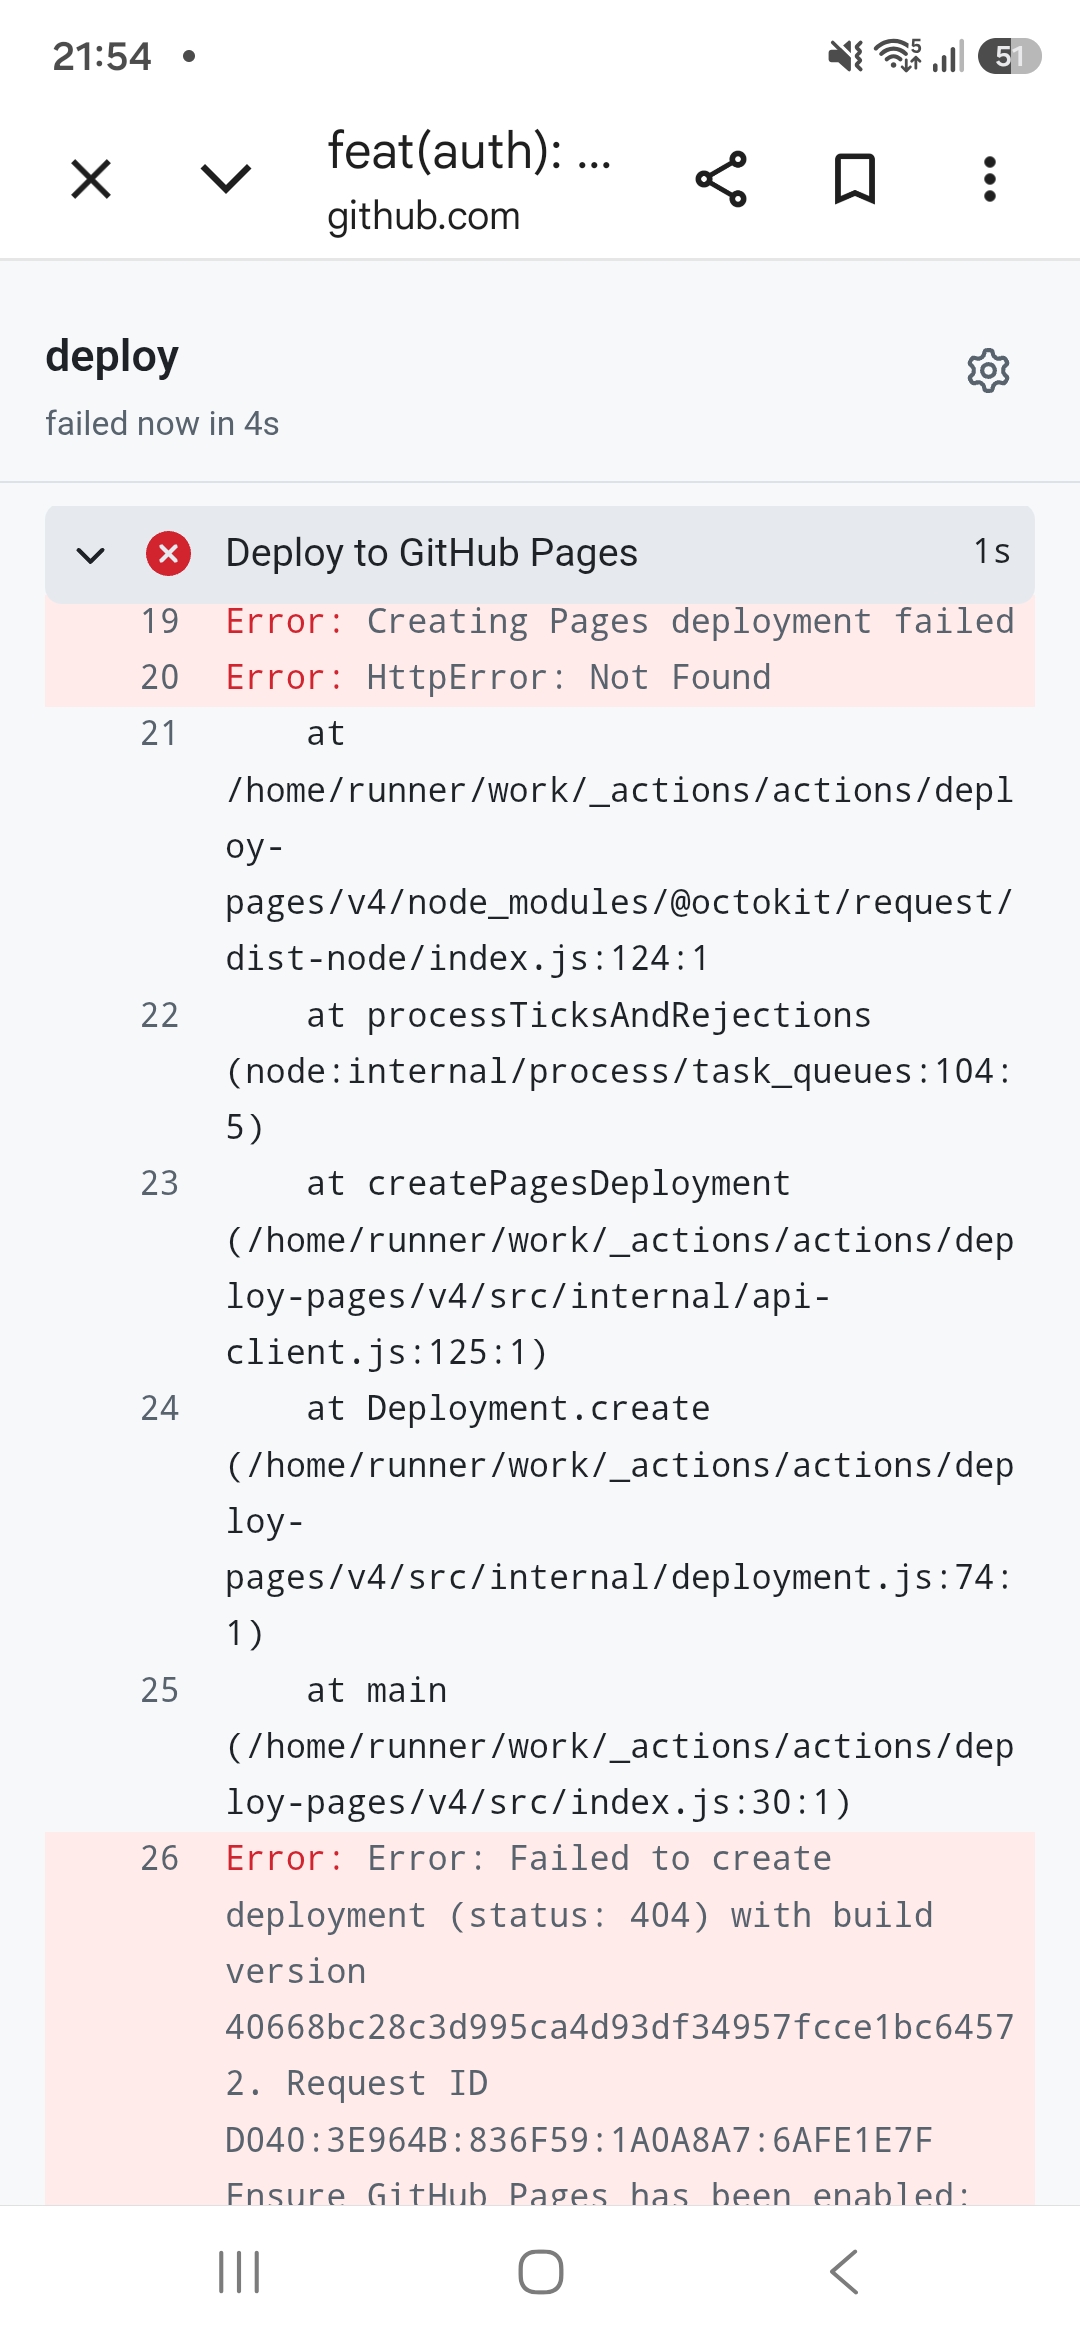 21:54
5
51
feat(auth): ...
github.com
deploy
failed now in 4s
Deploy to GitHub Pages 1s
19 Error: Creating Pages deployment failed
20 Error: HttpError: Not Found
21 at
/home/runner/work/_actions/actions/depl
oy-
pages/v4/node_modules/@octokit/request/
dist-node/index.js:124:1
22 at processTicksAndRejections
(node:internal/process/task_queues:104:
5)
23 at createPagesDeployment
(/home/runner/work/_actions/actions/dep
loy-pages/v4/src/internal/api-
client.js:125:1)
24 at Deployment.create
(/home/runner/work/_actions/actions/dep
loy-
pages/v4/src/internal/deployment.js:74:
1)
25 at main
(/home/runner/work/_actions/actions/dep
loy-pages/v4/src/index.js:30:1)
26 Error: Error: Failed to create
deployment (status: 404) with build
version
40668bc28c3d995ca4d93df34957fcce1bc6457
2. Request ID
D040:3E964B:836F59:1A0A8A7:6AFE1E7F
Ensure GitHub Pages has been enabled: